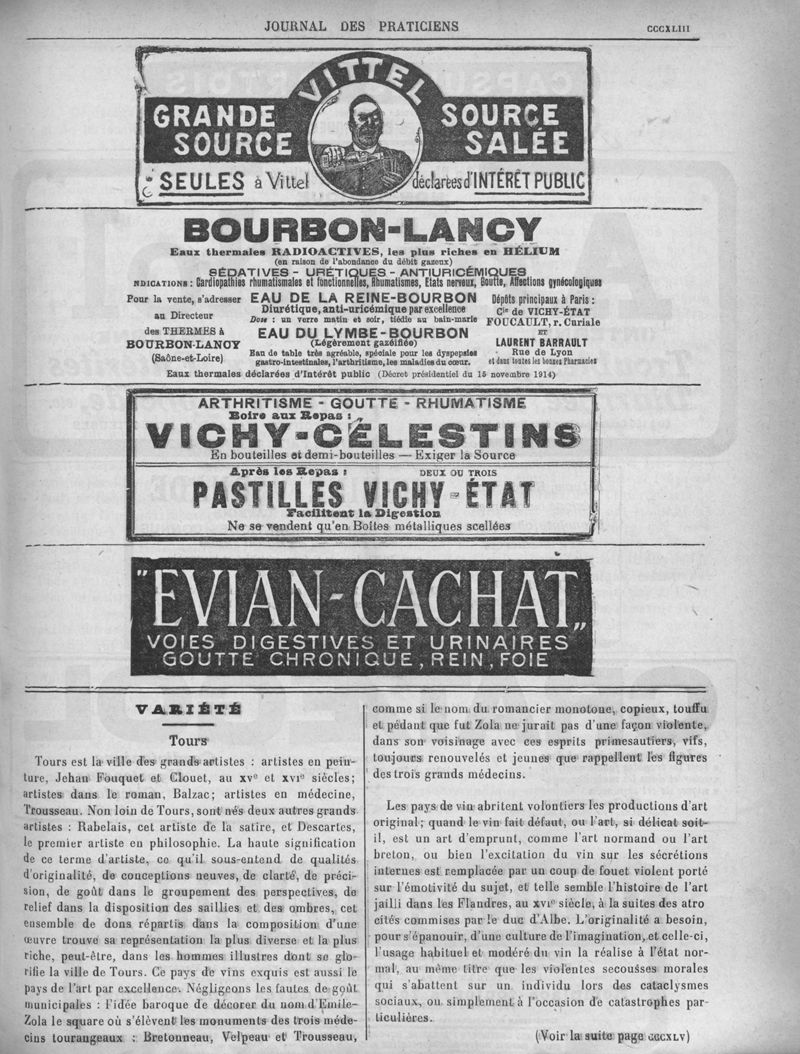 JOURNAL DES PRATICIENS CCCXLIII
VITTEL
GRANDE SOURCE
SOURCE SALÉE
SEULES à Vittel déclarées d'INTÉRÊT PUBLIC
BOURBON-LANCY
Eaux thermales RADIOACTIVES, les plus riches en HÉLIUM
(en raison de l'abondance du débit gazeux)
SÉDATIVES - URÉTIQUES - ANTIURICÉMIQUES
NDICATIONS : Cardiopathies rhumatismales et fonctionnelles, Rhumatismes, Etats nerveux, Goutte, Affections gynécologiques
Pour la vente, s'adresser
au Directeur
des THERMES à
BOURBON-LANCY
(Saône-et-Loire)
EAU DE LA REINE-BOURBON
Diurétique, anti-uricémique par excellence
Dose : un verre matin et soir, tiédie au bain-marie
EAU DU LYMBE-BOURBON
(Légèrement gazéifiée)
Eau de table très agréable, spéciale pour les dyspepsies
gastro-intestinales, l'arthritisme, les maladies du cœur.
Dépôts principaux à Paris :
Cie de VICHY-ÉTAT
FOUCAULT, r. Curiale
ET
LAURENT BARRAULT
Rue de Lyon
et dans toutes les bonnes Pharmacies
Eaux thermales déclarées d'Intérêt public (Décret présidentiel du 15 novembre 1914)
ARTHRITISME - GOUTTE - RHUMATISME
Boire aux Repas :
VICHY-CÉLESTINS
En bouteilles et demi-bouteilles — Exiger la Source
Après les Repas : DEUX OU TROIS
PASTILLES VICHY-ÉTAT
Facilitent la Digestion
Ne se vendent qu'en Boîtes métalliques scellées
"EVIAN-CACHAT"
VOIES DIGESTIVES ET URINAIRES
GOUTTE CHRONIQUE, REIN, FOIE
VARIÉTÉ
Tours
Tours est la ville des grands artistes : artistes en pein-
ture, Jehan Fouquet et Clouet, au XVe et XVIe siècles;
artistes dans le roman, Balzac; artistes en médecine,
Trousseau. Non loin de Tours, sont nés deux autres grands
artistes : Rabelais, cet artiste de la satire, et Descartes,
le premier artiste en philosophie. La haute signification
de ce terme d'artiste, ce qu'il sous-entend de qualités
d'originalité, de conceptions neuves, de clarté, de préci-
sion, de goût dans le groupement des perspectives, de
relief dans la disposition des saillies et des ombres, cet
ensemble de dons répartis dans la composition d'une
œuvre trouve sa représentation la plus diverse et la plus
riche, peut-être, dans les hommes illustres dont se glo-
rifie la ville de Tours. Ce pays de vins exquis est aussi le
pays de l'art par excellence. Négligeons les fautes de goût
municipales : l'idée baroque de décorer du nom d'Emile-
Zola le square où s'élèvent les monuments des trois méde-
cins tourangeaux : Bretonneau, Velpeau et Trousseau,
comme si le nom du romancier monotone, copieux, touffu
et pédant que fut Zola ne jurait pas d'une façon violente,
dans son voisinage avec ces esprits primesautiers, vifs,
toujours renouvelés et jeunes que rappellent les figures
des trois grands médecins.
Les pays de vin abritent volontiers les productions d'art
original; quand le vin fait défaut, ou l'art, si délicat soit-
il, est un art d'emprunt, comme l'art normand ou l'art
breton, ou bien l'excitation du vin sur les sécrétions
internes est remplacée par un coup de fouet violent porté
sur l'émotivité du sujet, et telle semble l'histoire de l'art
jailli dans les Flandres, au XVIe siècle, à la suites des atro
cités commises par le duc d'Albe. L'originalité a besoin,
pour s'épanouir, d'une culture de l'imagination, et celle-ci,
l'usage habituel et modéré du vin la réalise à l'état nor-
mal, au même titre que les violentes secousses morales
qui s'abattent sur un individu lors des cataclysmes
sociaux, ou simplement à l'occasion de catastrophes par-
ticulières.
(Voir la suite page CCCXLV)